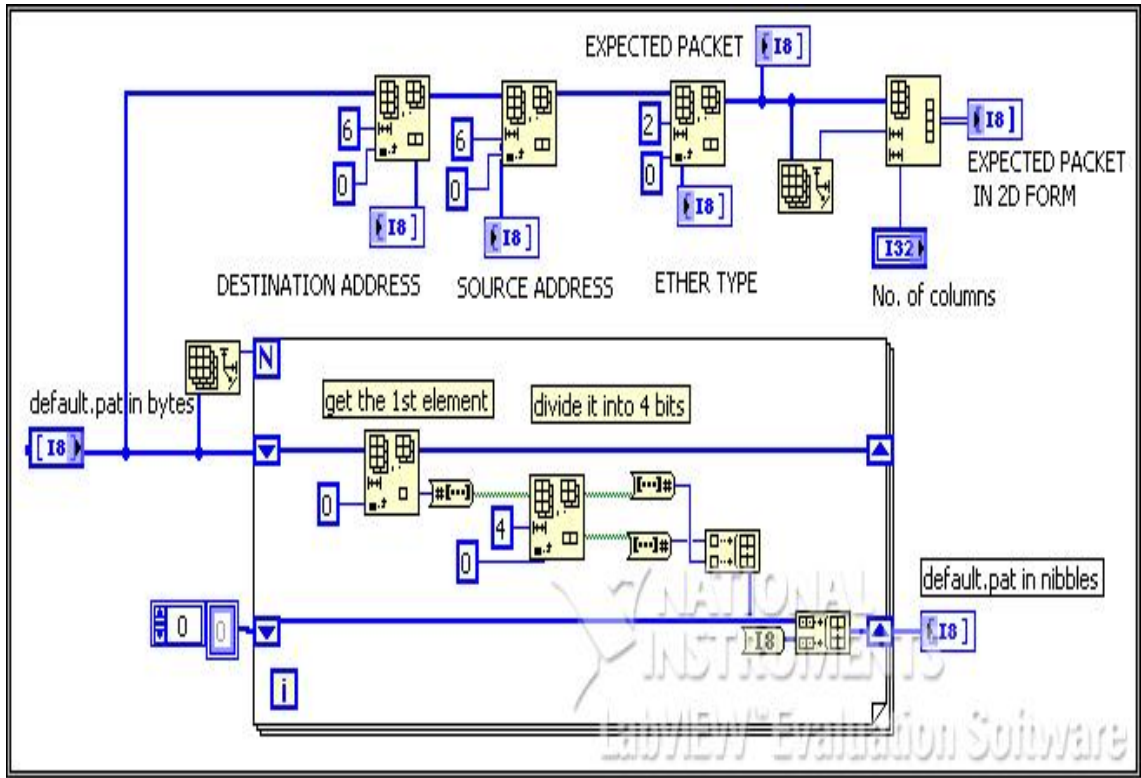 EXPECTED PACKET
I8
6
0
6
0
2
0
I8
I8
I8
I8
EXPECTED PACKET
IN 2D FORM
I32
DESTINATION ADDRESS
SOURCE ADDRESS
ETHER TYPE
No. of columns
N
default.pat in bytes
I8
get the 1st element
divide it into 4 bits
0
#[...]
4
0
[...]#
[...]#
default.pat in nibbles
0
0
I8
I8
i
NATIONAL
INSTRUMENTS
LabVIEW™ Evaluation Software